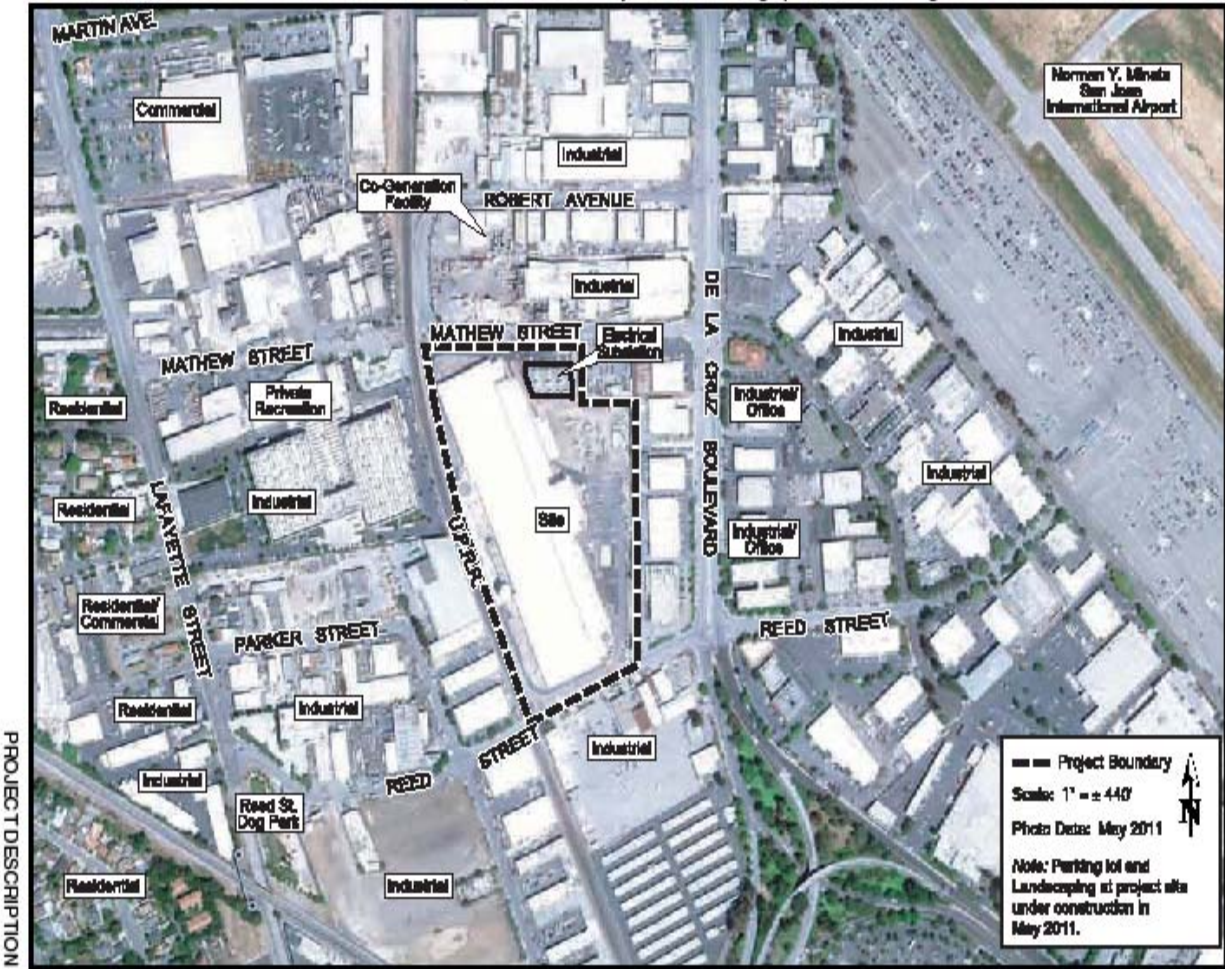 MARTIN AVE.
Commercial
Norman Y. Mineta
San Jose
International Airport
Industrial
Co-Generation
Facility
ROBERT AVENUE
Industrial
DE LA CRUZ BOULEVARD
MATHEW STREET
Electrical
Substation
Industrial
MATHEW STREET
Private
Recreation
Residential
Industrial/
Office
Industrial
Residential
Industrial
LAFAYETTE STREET
U.P.R.R.
Site
Industrial/
Office
Residential/
Commercial
PARKER STREET
REED STREET
Residential
Industrial
Industrial
REED STREET
Industrial
Reed St.
Dog Park
Residential
Industrial
Project Boundary
Scale: 1" = ± 440'
N
Photo Date: May 2011
Note: Parking lot and
Landscaping at project site
under construction in
May 2011.
PROJECT DESCRIPTION